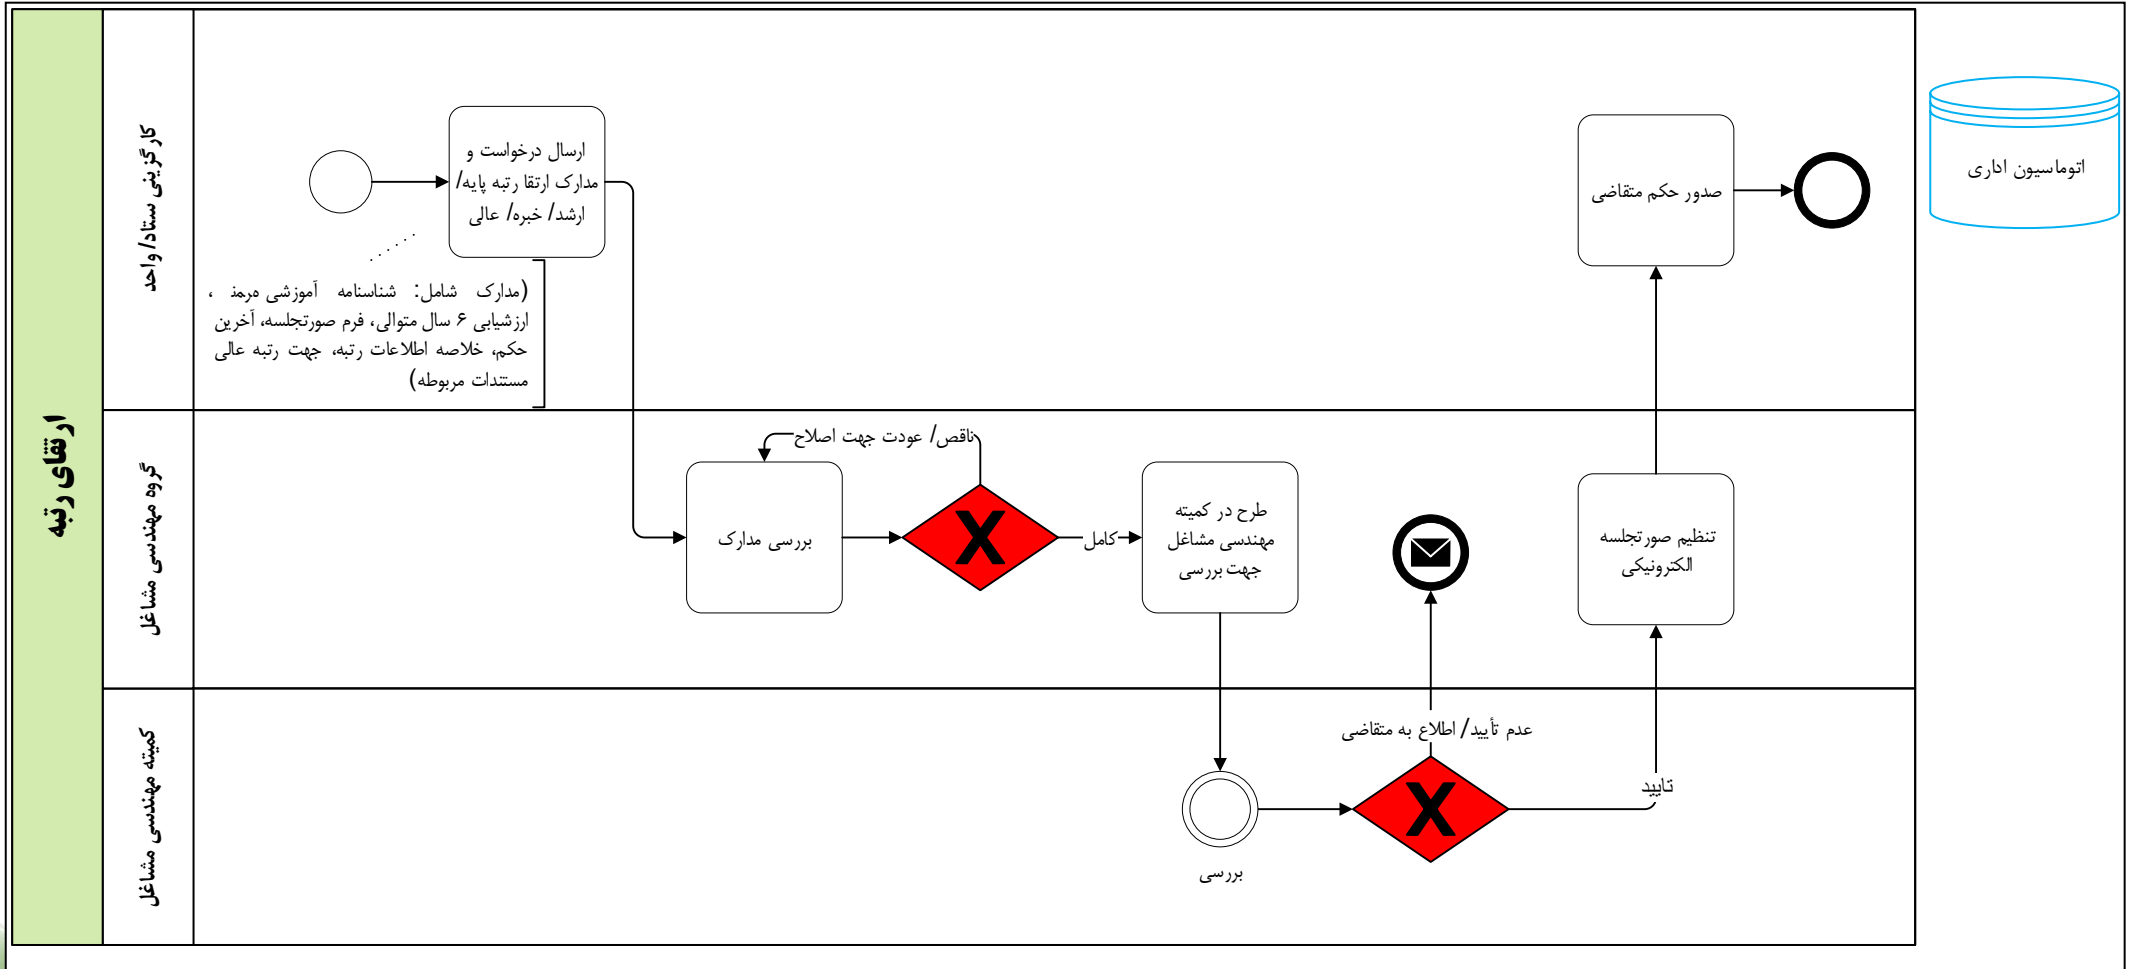 ارتقای رتبه
کارگزینی ستاد/ واحد
ارسال درخواست و
مدارک ارتقا رتبه پایه/
ارشد/ خبره/ عالی
(مدارک شامل: شناسنامه آموزشی ،
ارزشیابی ۶ سال متوالی، فرم صورتجلسه، آخرین
حکم، خلاصه اطلاعات رتبه، جهت رتبه عالی
مستندات مربوطه)
صدور حکم متقاضی
اتوماسیون اداری
گروه مهندسی مشاغل
ناقص/ عودت جهت اصلاح
بررسی مدارک
X
کامل
طرح در کمیته
مهندسی مشاغل
جهت بررسی
تنظیم صورتجلسه
الکترونیکی
کمیته مهندسی مشاغل
عدم تأیید/ اطلاع به متقاضی
X
تایید
بررسی